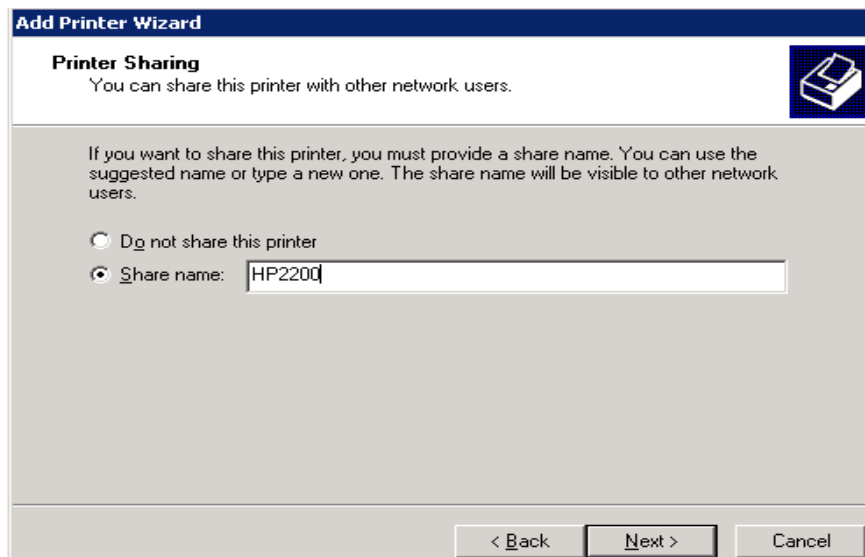 Add Printer Wizard
Printer Sharing
You can share this printer with other network users.
If you want to share this printer, you must provide a share name. You can use the
suggested name or type a new one. The share name will be visible to other network
users.
Do not share this printer
Share name: HP2200
< Back Next > Cancel